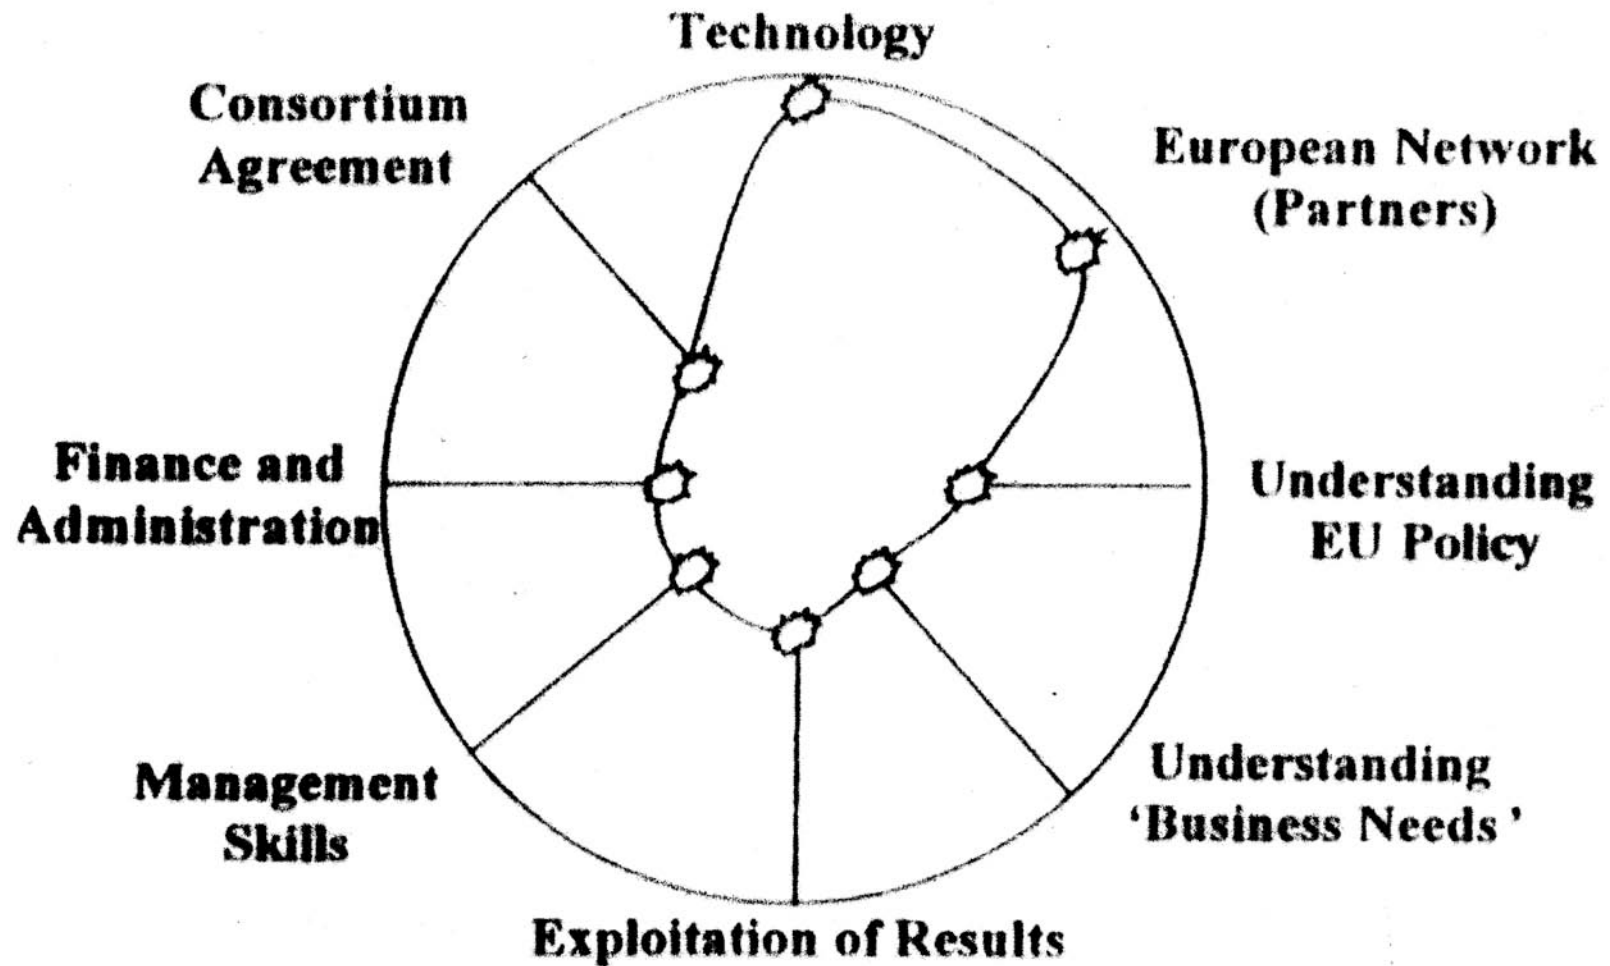 Technology
Consortium
Agreement
European Network
(Partners)
Finance and
Administration
Understanding
EU Policy
Management
Skills
Understanding
‘Business Needs’
Exploitation of Results